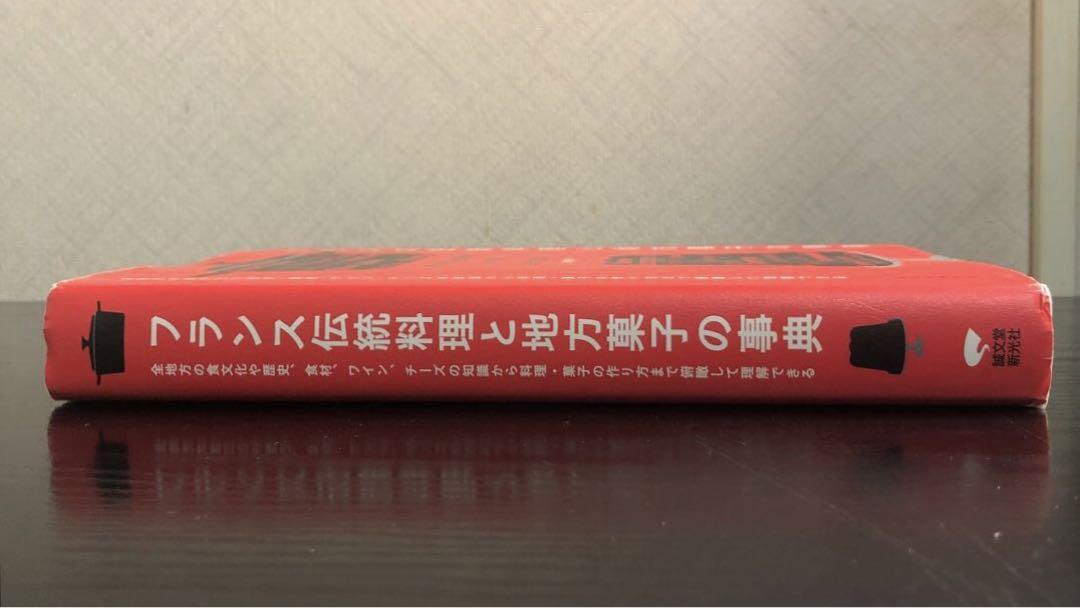 フランス伝統料理と地方菓子の事典
全地方の食文化や歴史、食材、ワイン、チーズの知識から料理・菓子の作り方まで俯瞰して理解できる
誠文堂
新光社